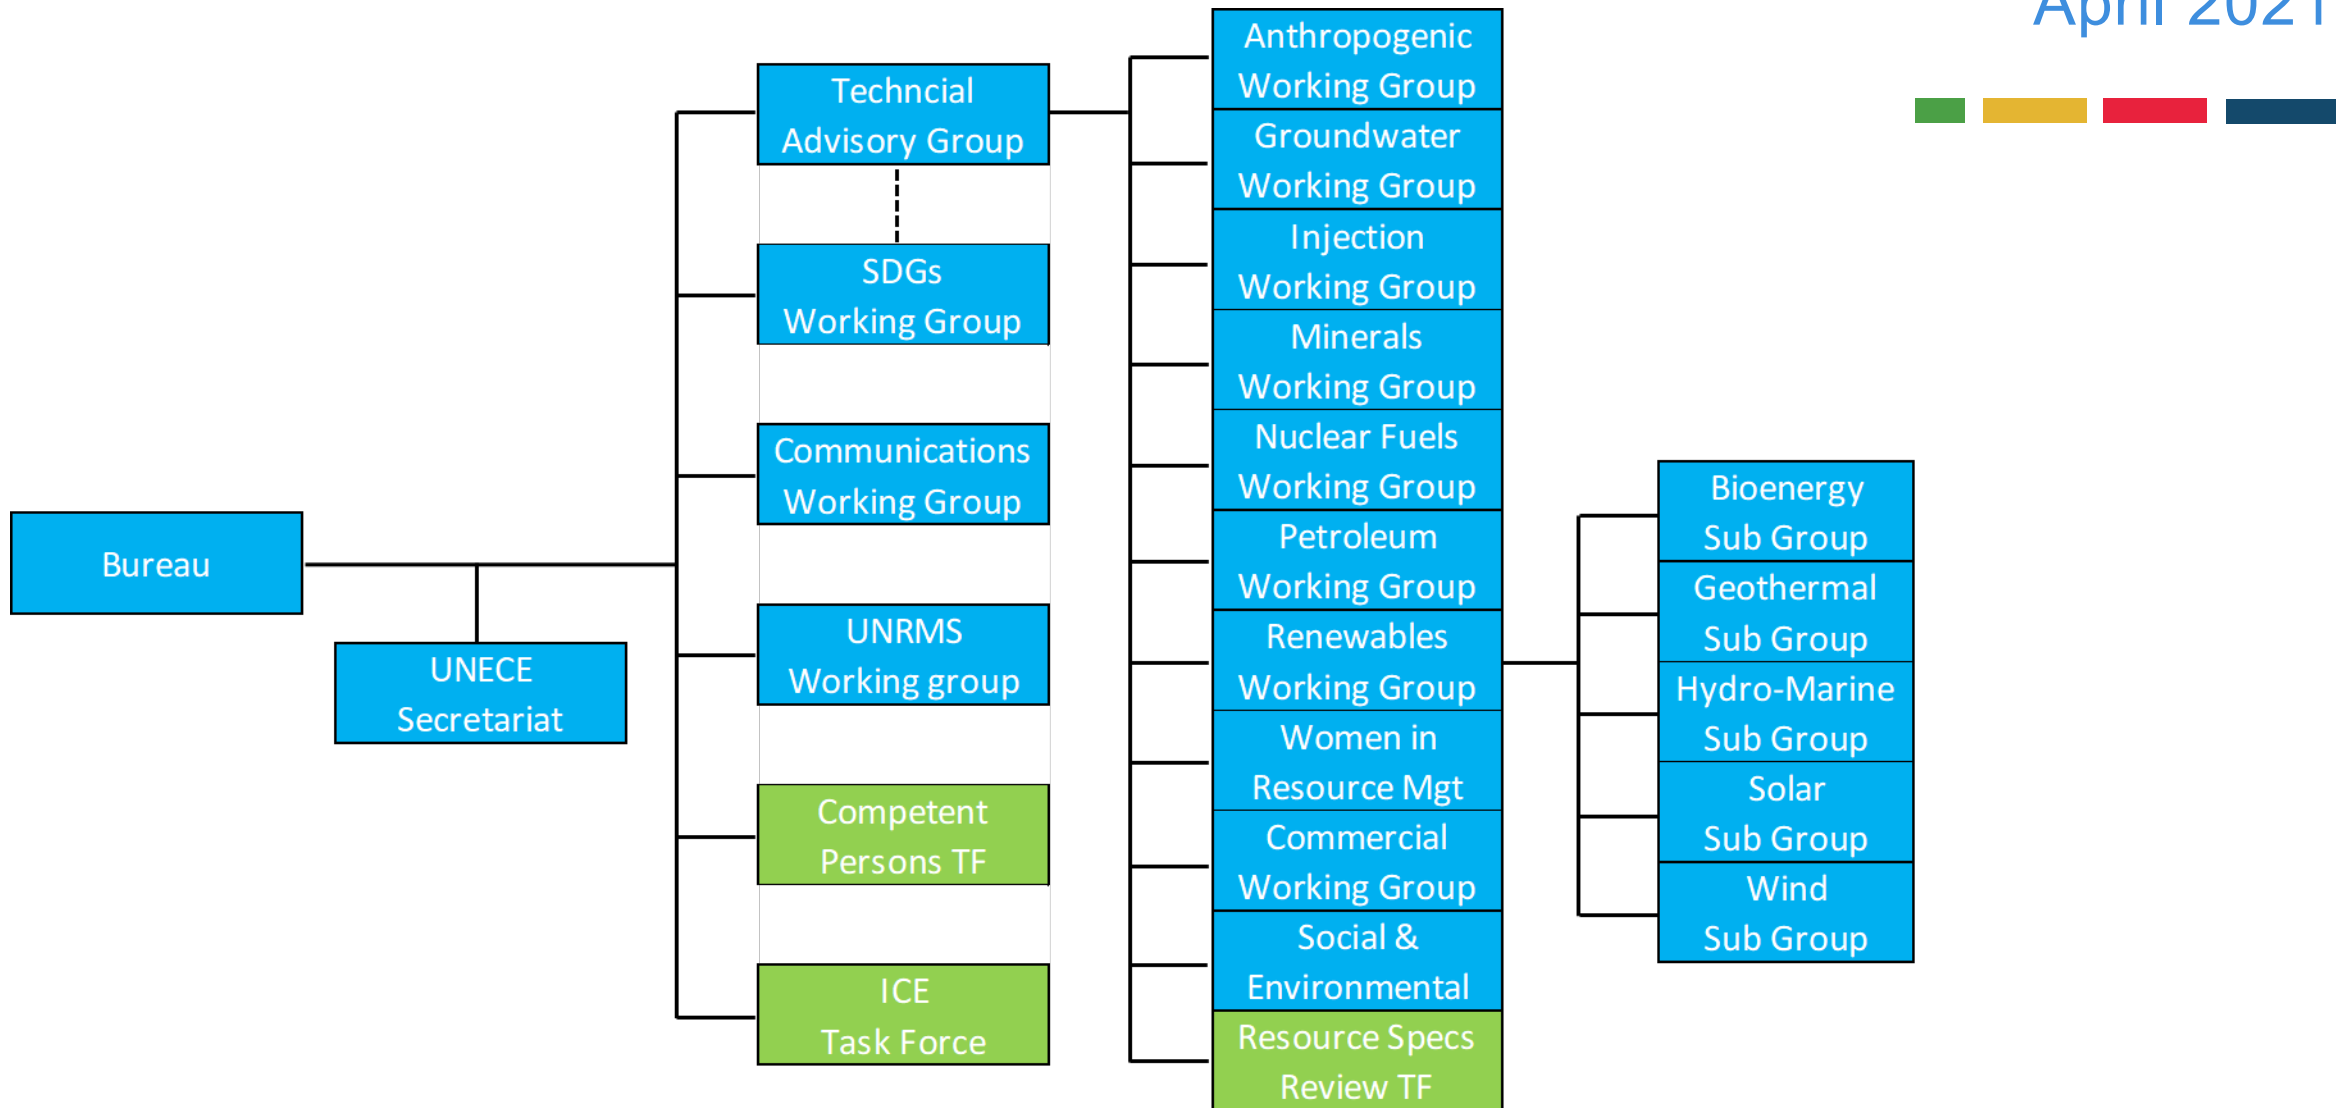 April 2021
Techncial
Advisory Group
SDGs
Working Group
Communications
Working Group
Bureau
UNECE
Secretariat
UNRMS
Working group
Competent
Persons TF
ICE
Task Force
Anthropogenic
Working Group
Groundwater
Working Group
Injection
Working Group
Minerals
Working Group
Nuclear Fuels
Working Group
Petroleum
Working Group
Renewables
Working Group
Women in
Resource Mgt
Commercial
Working Group
Social &
Environmental
Resource Specs
Review TF
Bioenergy
Sub Group
Geothermal
Sub Group
Hydro-Marine
Sub Group
Solar
Sub Group
Wind
Sub Group